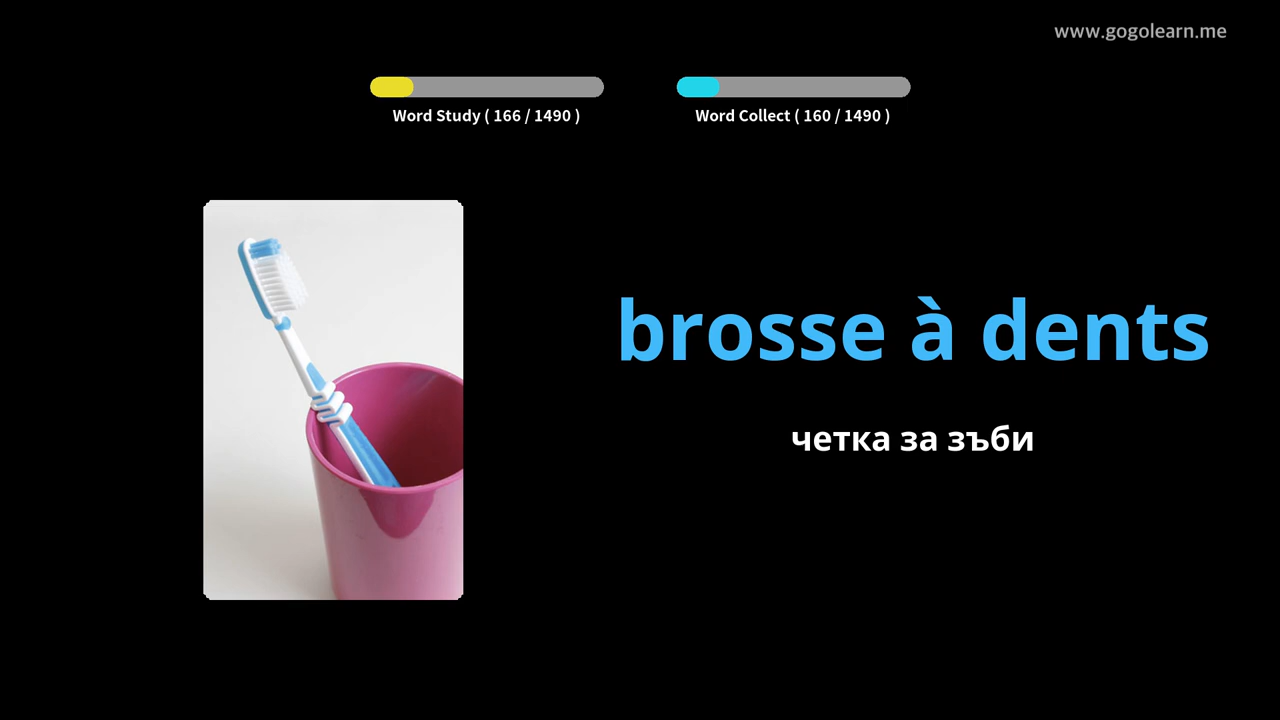 www.gogolearn.me
Word Study ( 166 / 1490 )
Word Collect ( 160 / 1490 )
brosse à dents
четка за зъби